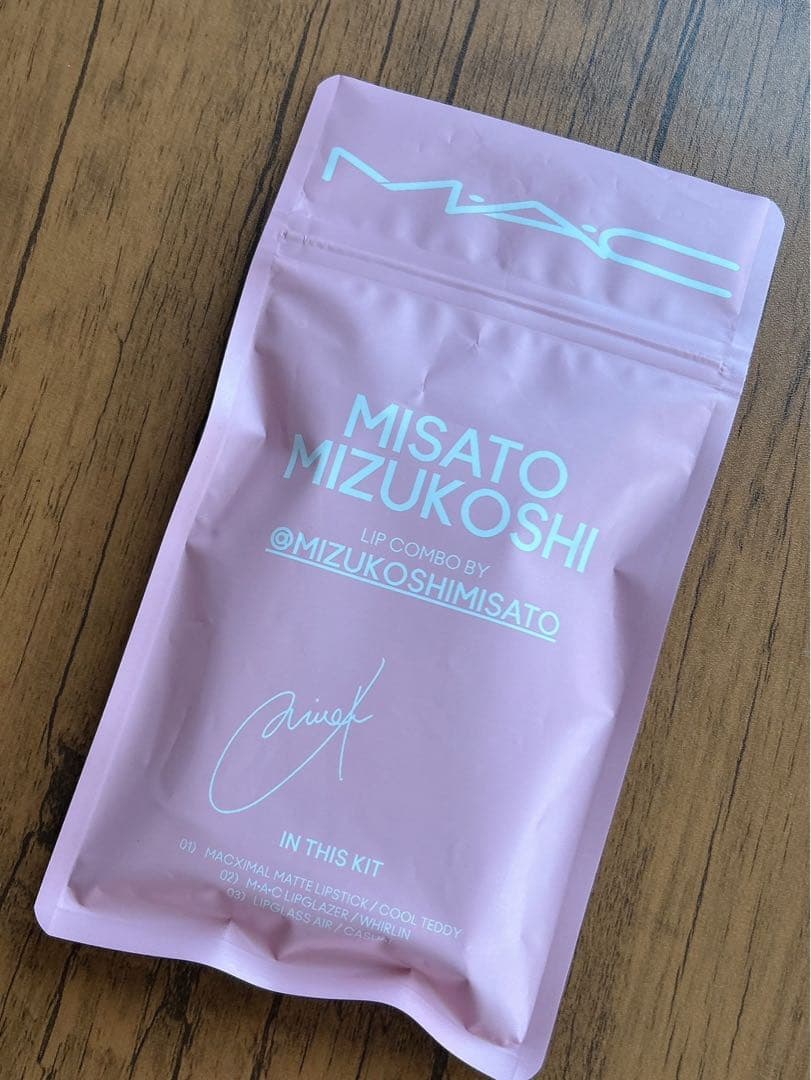 M·A·C
MISATO
MIZUKOSHI
LIP COMBO BY
@MIZUKOSHIMISATO
IN THIS KIT
01) MACXIMAL MATTE LIPSTICK / COOL TEDDY
02) M·A·C LIPGLAZER / WHIRLIN
03) LIPGLASS AIR /